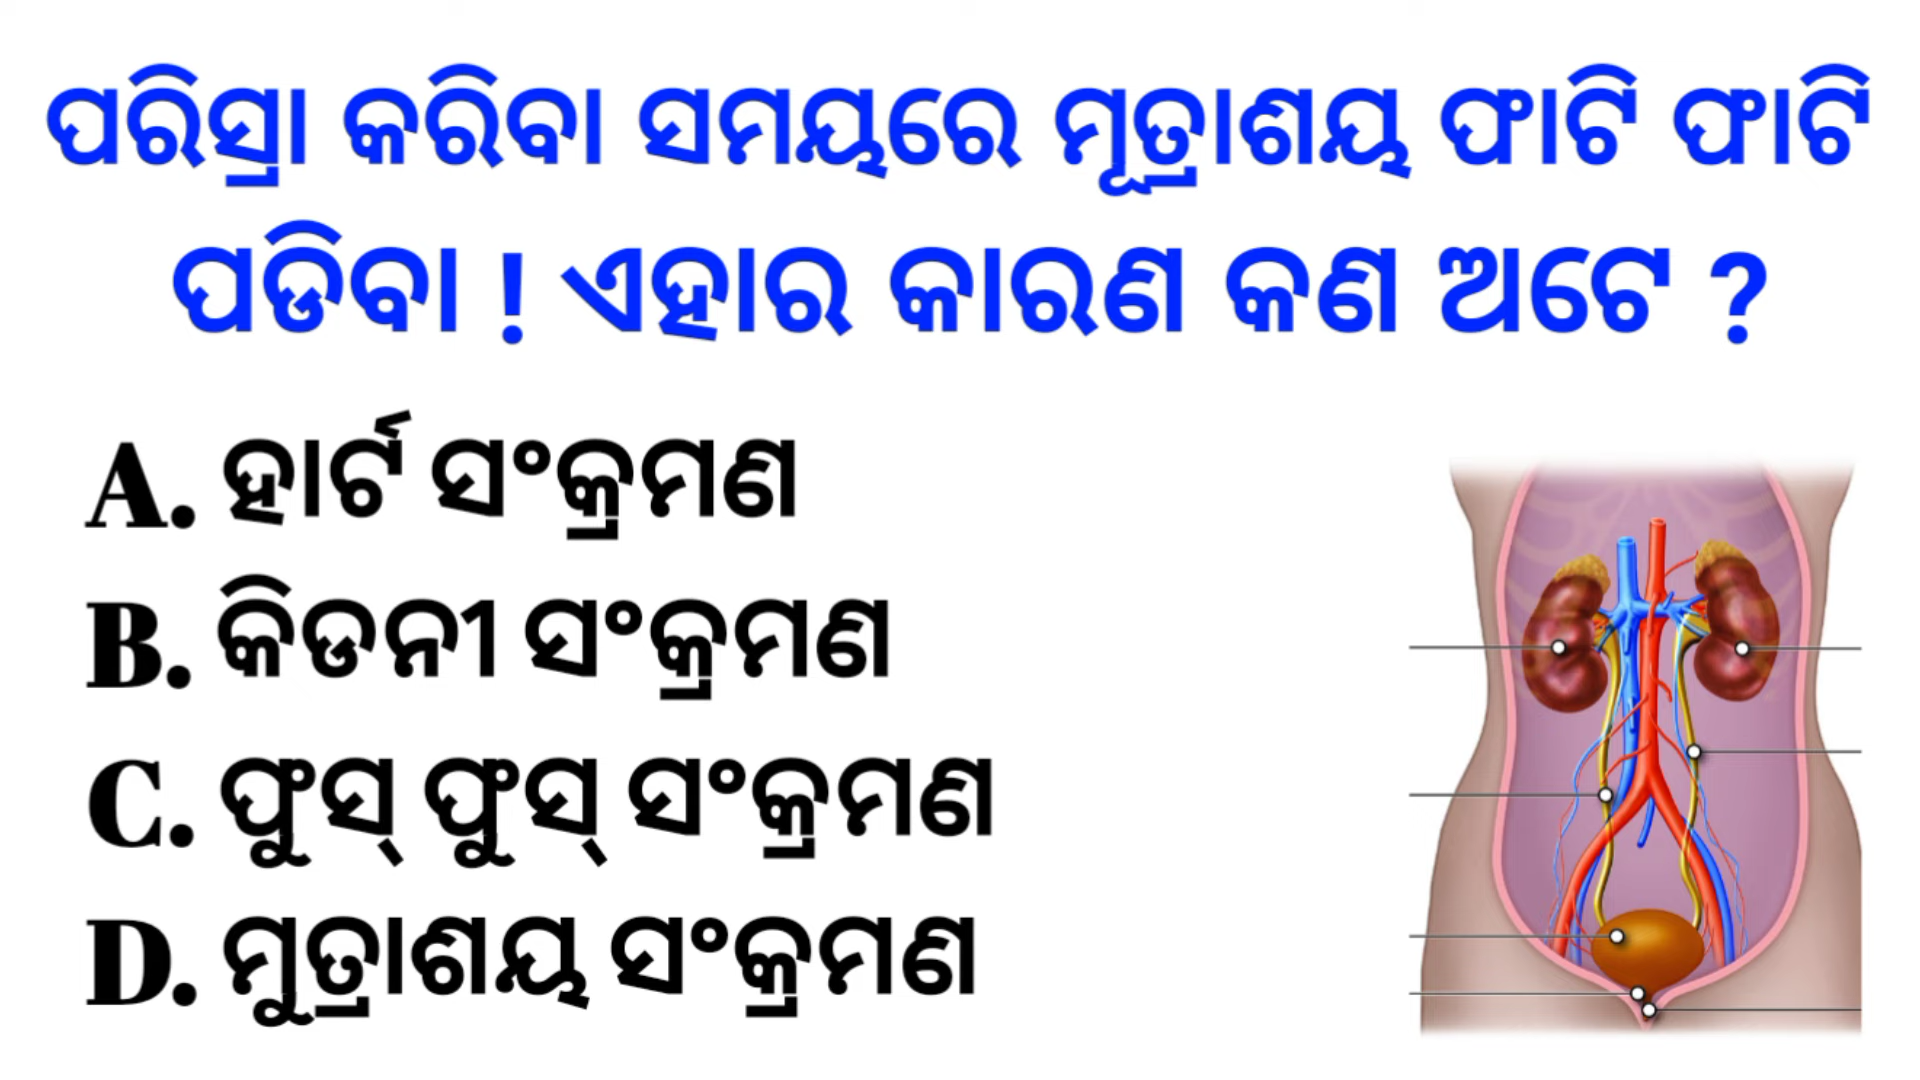 ପରିସ୍ରା କରିବା ସମୟରେ ମୂତ୍ରାଶୟ ଫାଟି ଫାଟି
ପଡିବା ! ଏହାର କାରଣ କଣ ଅଟେ ?
A. ହାର୍ଟ ସଂକ୍ରମଣ
B. କିଡନୀ ସଂକ୍ରମଣ
C. ଫୁସ୍ ଫୁସ୍ ସଂକ୍ରମଣ
D. ମୁତ୍ରାଶୟ ସଂକ୍ରମଣ